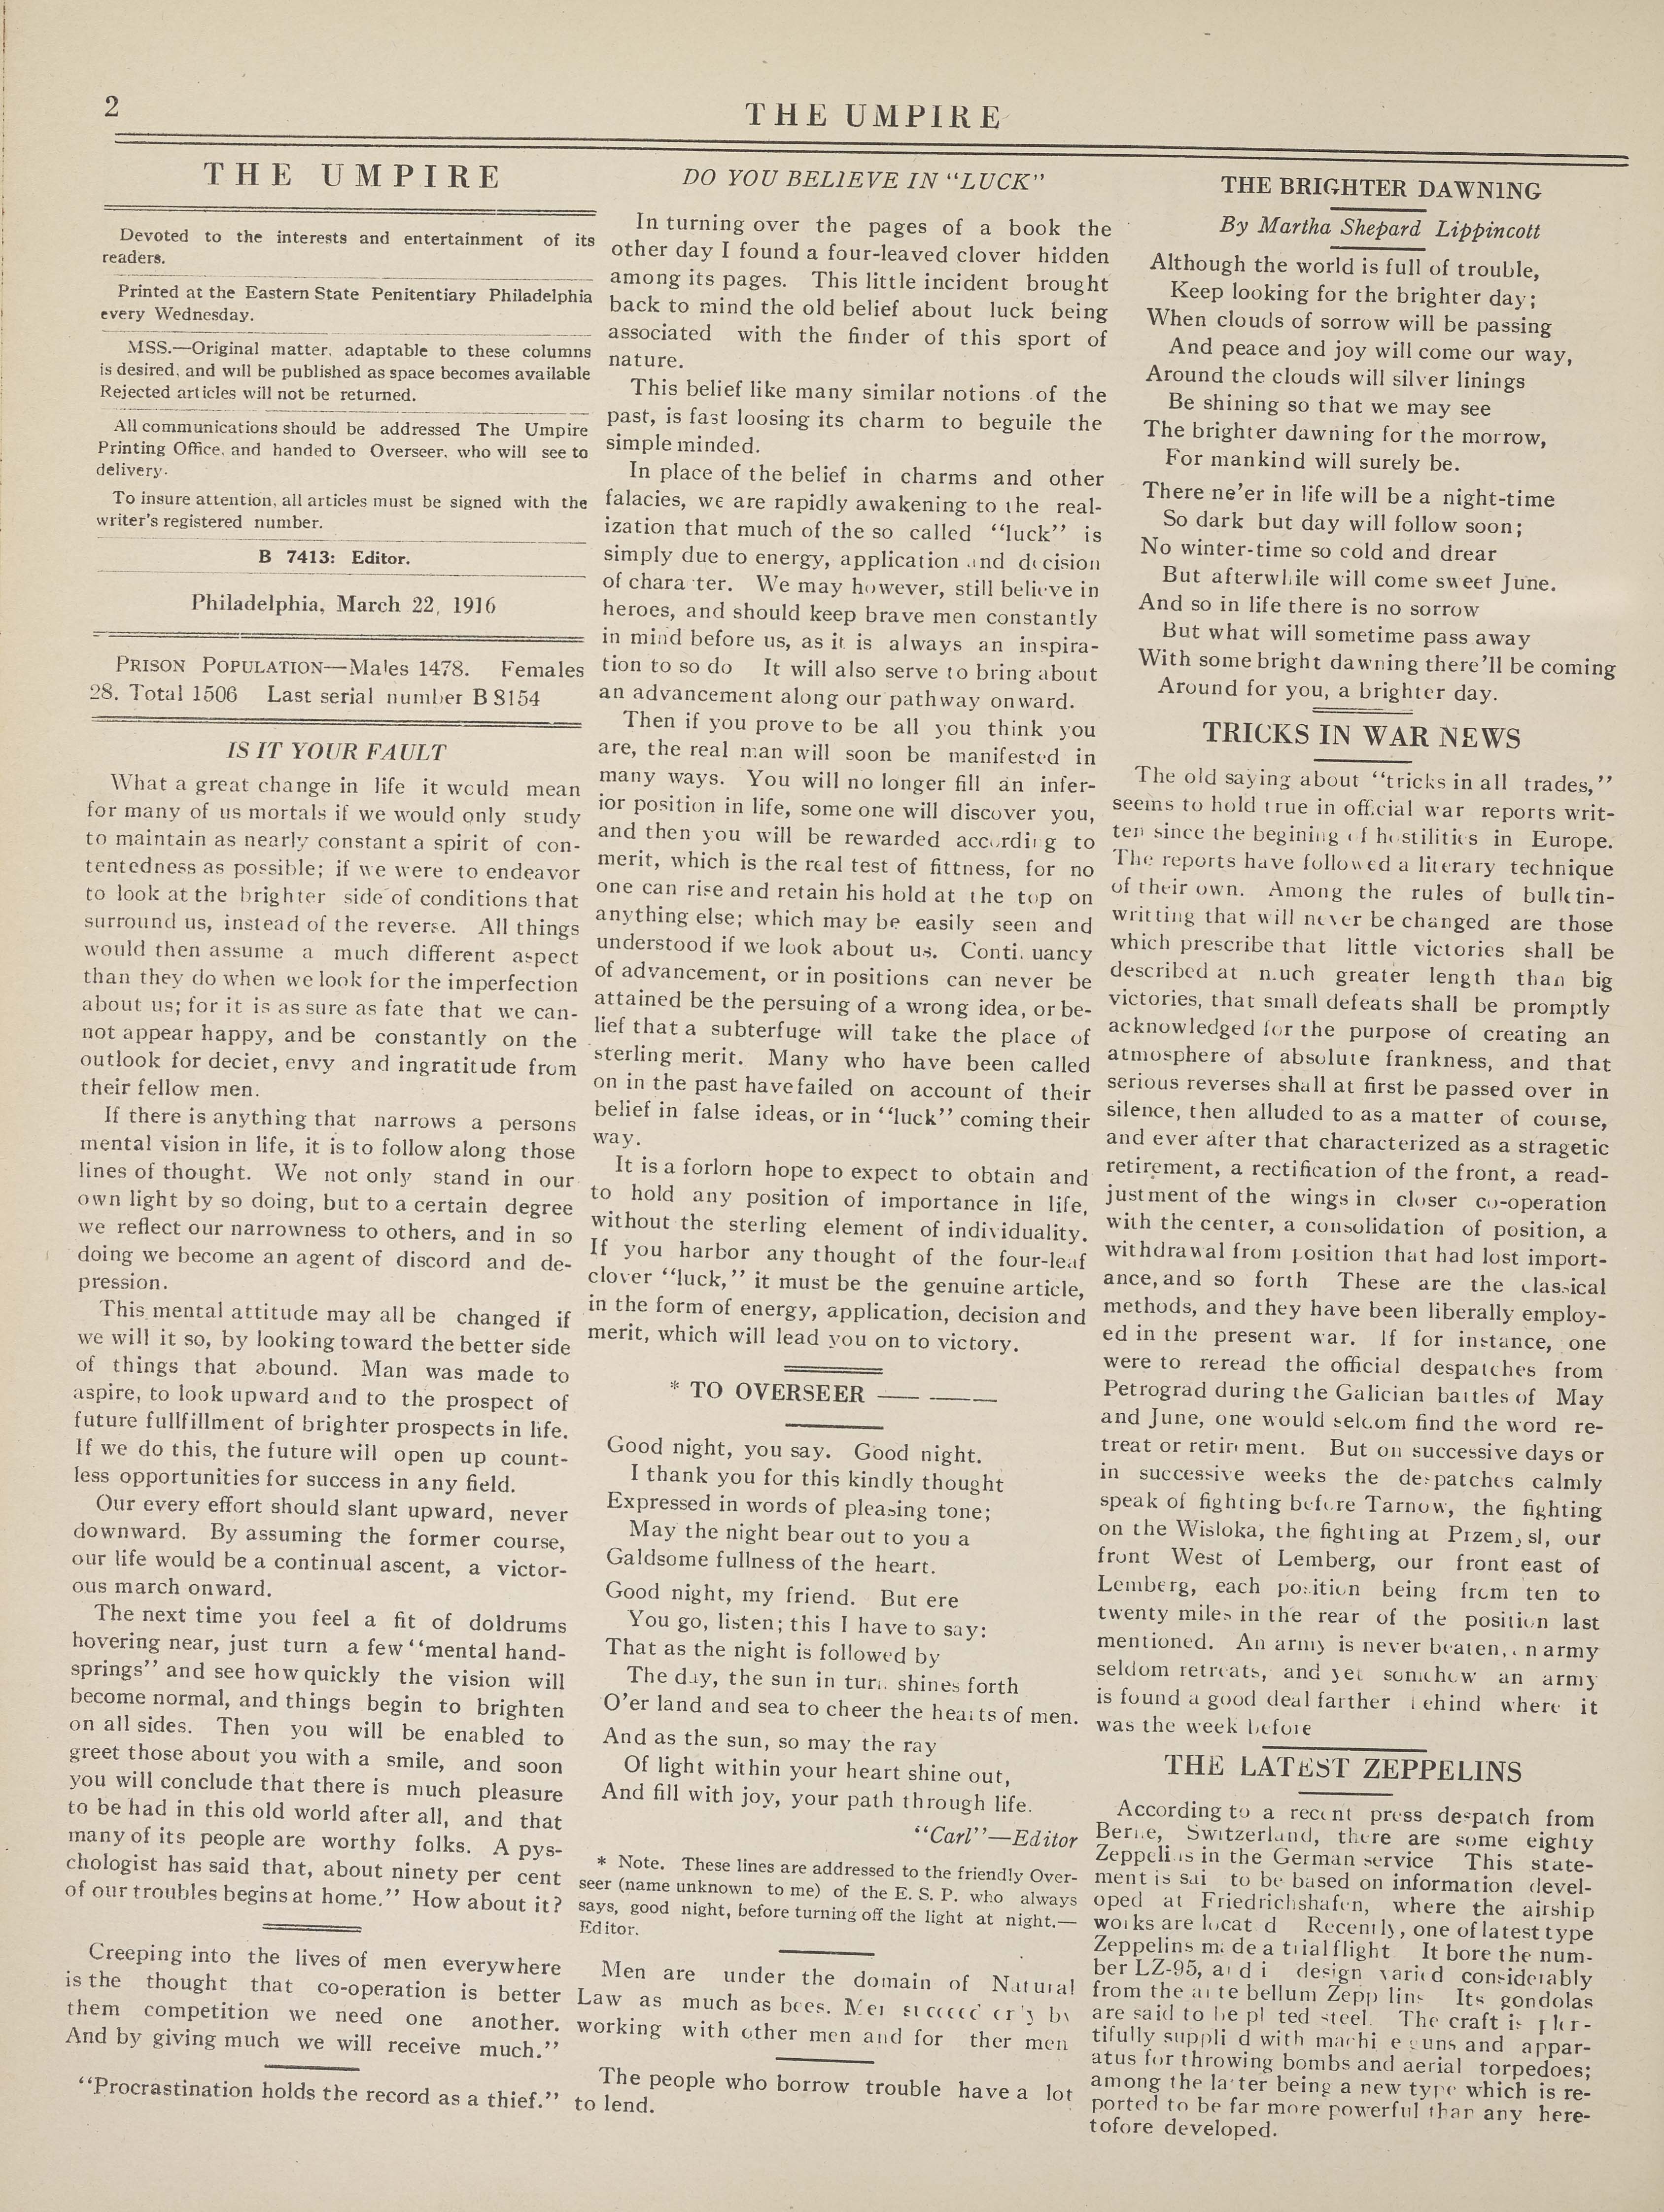 2
THE UMPIRE
THE UMPIRE
Devoted to the interests and entertainment of its
readers.
Printed at the Eastern State Penitentiary Philadelphia
every Wednesday.
MSS.—Original matter, adaptable to these columns
is desired, and will be published as space becomes available
Rejected articles will not be returned.
All communications should be addressed The Umpire
Printing Office, and handed to Overseer, who will see to
delivery.
To insure attention, all articles must be signed with the
writer's registered number.
B 7413: Editor.
Philadelphia, March 22, 1916
PRISON POPULATION—Males 1478. Females
28. Total 1506 Last serial number B 8154
IS IT YOUR FAULT
What a great change in life it would mean
for many of us mortals if we would only study
to maintain as nearly constant a spirit of con-
tentedness as possible; if we were to endeavor
to look at the brighter side of conditions that
surround us, instead of the reverse. All things
would then assume a much different aspect
than they do when we look for the imperfection
about us; for it is as sure as fate that we can-
not appear happy, and be constantly on the
outlook for deciet, envy and ingratitude from
their fellow men.
If there is anything that narrows a persons
mental vision in life, it is to follow along those
lines of thought. We not only stand in our
own light by so doing, but to a certain degree
we reflect our narrowness to others, and in so
doing we become an agent of discord and de-
pression.
This mental attitude may all be changed if
we will it so, by looking toward the better side
of things that abound. Man was made to
aspire, to look upward and to the prospect of
future fullfillment of brighter prospects in life.
If we do this, the future will open up count-
less opportunities for success in any field.
Our every effort should slant upward, never
downward. By assuming the former course,
our life would be a continual ascent, a victor-
ous march onward.
The next time you feel a fit of doldrums
hovering near, just turn a few "mental hand-
springs" and see how quickly the vision will
become normal, and things begin to brighten
on all sides. Then you will be enabled to
greet those about you with a smile, and soon
you will conclude that there is much pleasure
to be had in this old world after all, and that
many of its people are worthy folks. A pys-
chologist has said that, about ninety per cent
of our troubles begins at home." How about it?
Creeping into the lives of men everywhere
is the thought that co-operation is better
them competition we need one another.
And by giving much we will receive much."
"Procrastination holds the record as a thief."
DO YOU BELIEVE IN "LUCK"
In turning over the pages of a book the
other day I found a four-leaved clover hidden
among its pages. This little incident brought
back to mind the old belief about luck being
associated with the finder of this sport of
nature.
This belief like many similar notions of the
past, is fast loosing its charm to beguile the
simple minded.
In place of the belief in charms and other
falacies, we are rapidly awakening to the real-
ization that much of the so called "luck" is
simply due to energy, application and decision
of chara ter. We may however, still believe in
heroes, and should keep brave men constantly
in mind before us, as it is always an inspira-
tion to so do It will also serve to bring about
an advancement along our pathway onward.
Then if you prove to be all you think you
are, the real man will soon be manifested in
many ways. You will no longer fill an infer-
ior position in life, some one will discover you,
and then you will be rewarded according to
merit, which is the real test of fittness, for no
one can rise and retain his hold at the top on
anything else; which may be easily seen and
understood if we look about us. Conti uancy
of advancement, or in positions can never be
attained be the persuing of a wrong idea, or be-
lief that a subterfuge will take the place of
sterling merit. Many who have been called
on in the past have failed on account of their
belief in false ideas, or in "luck" coming their
way.
It is a forlorn hope to expect to obtain and
to hold any position of importance in life,
without the sterling element of individuality.
If you harbor any thought of the four-leaf
clover "luck," it must be the genuine article,
in the form of energy, application, decision and
merit, which will lead you on to victory.
* TO OVERSEER — —
Good night, you say. Good night.
I thank you for this kindly thought
Expressed in words of pleasing tone;
May the night bear out to you a
Galdsome fullness of the heart.
Good night, my friend. But ere
You go, listen; this I have to say:
That as the night is followed by
The day, the sun in turn shines forth
O'er land and sea to cheer the hearts of men.
And as the sun, so may the ray
Of light within your heart shine out,
And fill with joy, your path through life.
"Carl"—Editor
* Note. These lines are addressed to the friendly Over-
seer (name unknown to me) of the E. S. P. who always
says, good night, before turning off the light at night.—
Editor.
Men are under the domain of Natural
Law as much as bees. Men succeed only by
working with other men and for ther men
The people who borrow trouble have a lot
to lend.
THE BRIGHTER DAWNING
By Martha Shepard Lippincott
Although the world is full of trouble,
Keep looking for the brighter day;
When clouds of sorrow will be passing
And peace and joy will come our way,
Around the clouds will silver linings
Be shining so that we may see
The brighter dawning for the morrow,
For mankind will surely be.
There ne'er in life will be a night-time
So dark but day will follow soon;
No winter-time so cold and drear
But afterwhile will come sweet June.
And so in life there is no sorrow
But what will sometime pass away
With some bright dawning there'll be coming
Around for you, a brighter day.
TRICKS IN WAR NEWS
The old saying about "tricks in all trades,"
seems to hold true in official war reports writ-
ten since the begining of hostilities in Europe.
The reports have followed a literary technique
of their own. Among the rules of bulletin-
writting that will never be changed are those
which prescribe that little victories shall be
described at much greater length than big
victories, that small defeats shall be promptly
acknowledged for the purpose of creating an
atmosphere of absolute frankness, and that
serious reverses shall at first be passed over in
silence, then alluded to as a matter of course,
and ever after that characterized as a stragetic
retirement, a rectification of the front, a read-
justment of the wings in closer co-operation
with the center, a consolidation of position, a
withdrawal from position that had lost import-
ance, and so forth These are the classical
methods, and they have been liberally employ-
ed in the present war. If for instance, one
were to reread the official despatches from
Petrograd during the Galician battles of May
and June, one would seldom find the word re-
treat or retirement. But on successive days or
in successive weeks the despatches calmly
speak of fighting before Tarnow, the fighting
on the Wisloka, the fighting at Przemysl, our
front West of Lemberg, our front east of
Lemberg, each position being from ten to
twenty miles in the rear of the position last
mentioned. An army is never beaten, an army
seldom retreats, and yet somehow an army
is found a good deal farther behind where it
was the week before
THE LATEST ZEPPELINS
According to a recent press despatch from
Berne, Switzerland, there are some eighty
Zeppelins in the German service This state-
ment is sai to be based on information devel-
oped at Friedrichshafen, where the airship
works are locat d Recently, one of latest type
Zeppelins made a trial flight It bore the num-
ber LZ-95, and i design varied considerably
from the ante bellum Zepp lins Its gondolas
are said to be pl ted steel. The craft is plen-
tifully suppli d with machi e guns and appar-
atus for throwing bombs and aerial torpedoes;
among the latter being a new type which is re-
ported to be far more powerful than any here-
tofore developed.